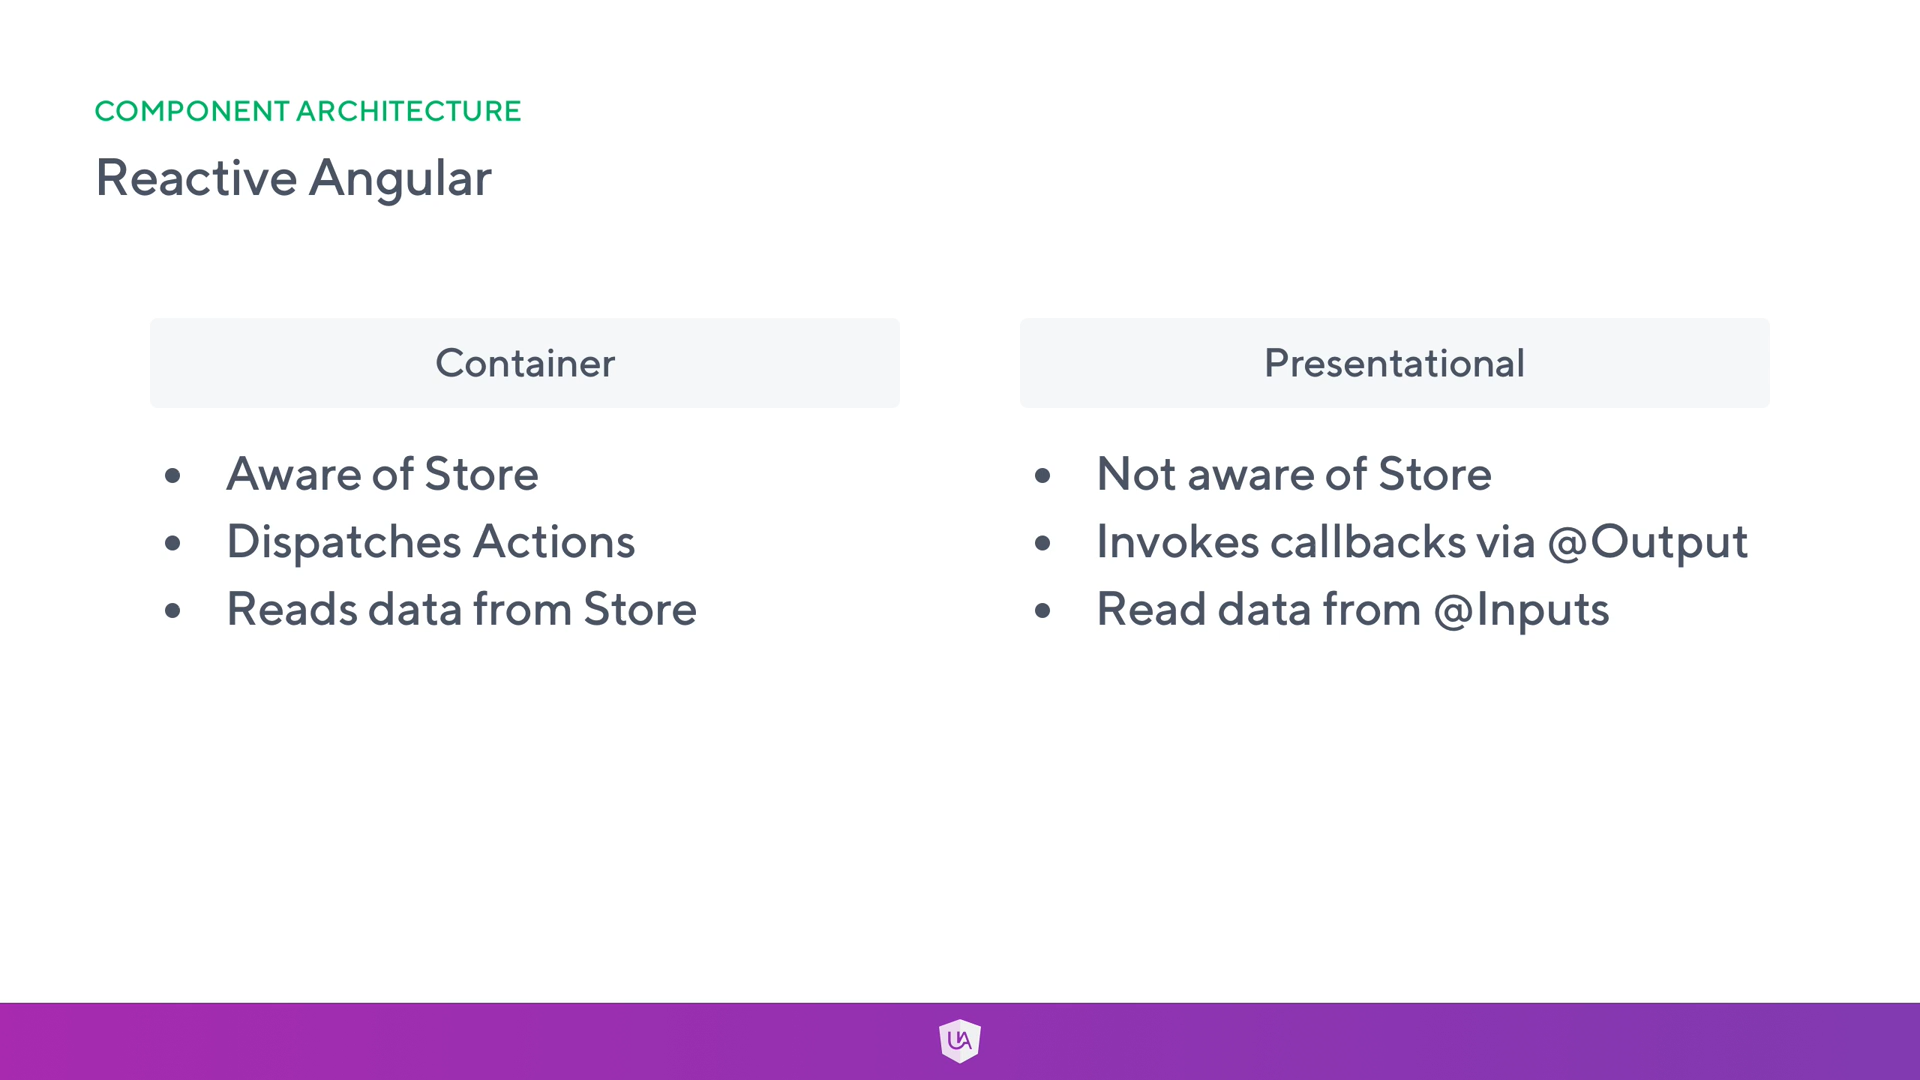 COMPONENT ARCHITECTURE
Reactive Angular
Container
• Aware of Store
• Dispatches Actions
• Reads data from Store
Presentational
• Not aware of Store
• Invokes callbacks via @Output
• Read data from @Inputs
UA